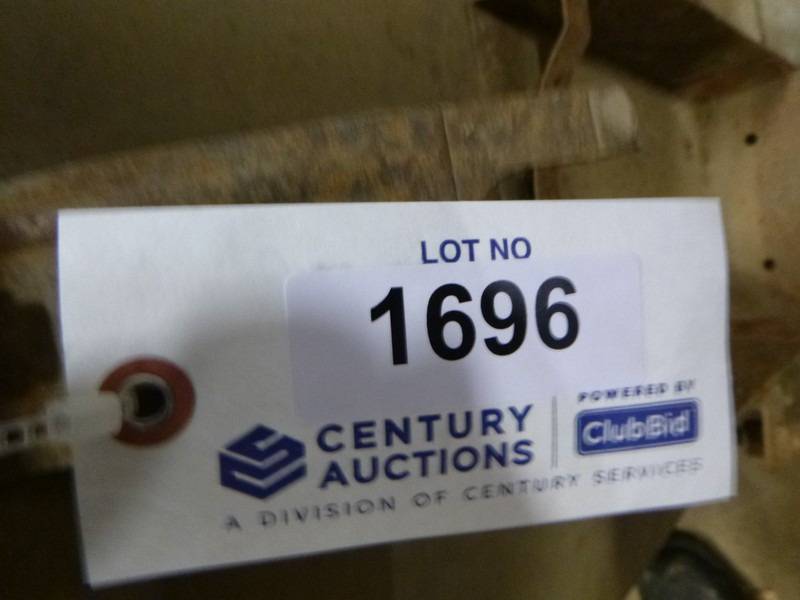 LOT NO
1696
CENTURY
AUCTIONS
POWERED BY
ClubBid
A DIVISION OF CENTURY SERVICES